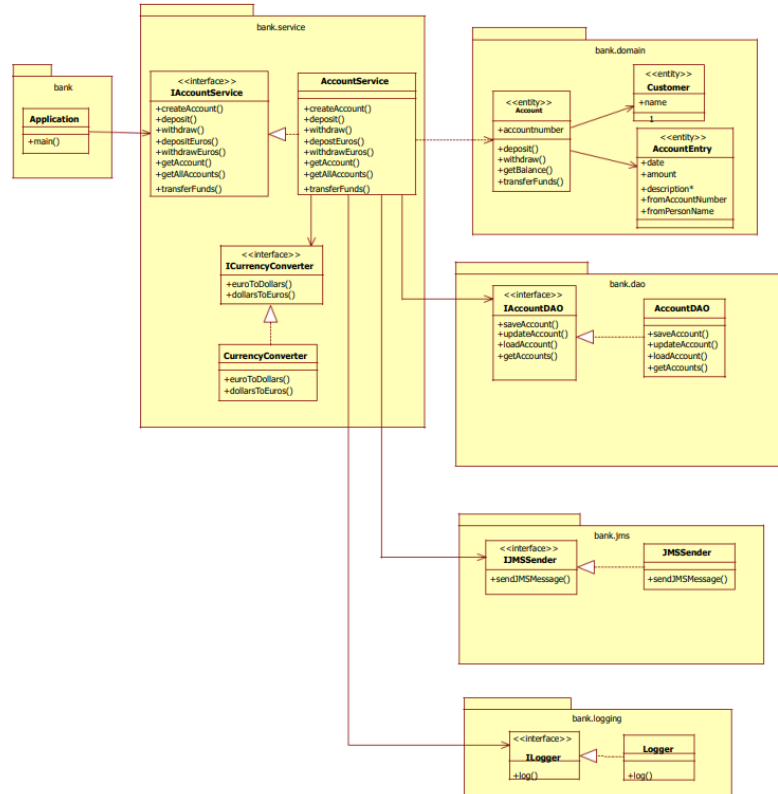 bank
Application
+main()
bank.service
<<interface>>
IAccountService
+createAccount()
+deposit()
+withdraw()
+depositEuros()
+withdrawEuros()
+getAccount()
+getAllAccounts()
+transferFunds()
AccountService
+createAccount()
+deposit()
+withdraw()
+depostEuros()
+withdrawEuros()
+getAccount()
+getAllAccounts()
+transferFunds()
<<interface>>
ICurrencyConverter
+euroToDollars()
+dollarsToEuros()
CurrencyConverter
+euroToDollars()
+dollarsToEuros()
bank.domain
<<entity>>
Account
+accountnumber
+deposit()
+withdraw()
+getBalance()
+transferFunds()
<<entity>>
Customer
+name
1
<<entity>>
AccountEntry
+date
+amount
+description*
+fromAccountNumber
+fromPersonName
bank.dao
<<interface>>
IAccountDAO
+saveAccount()
+updateAccount()
+loadAccount()
+getAccounts()
AccountDAO
+saveAccount()
+updateAccount()
+loadAccount()
+getAccounts()
bank.jms
<<interface>>
IJMSSender
+sendJMSMessage()
JMSSender
+sendJMSMessage()
bank.logging
<<interface>>
ILogger
+log()
Logger
+log()